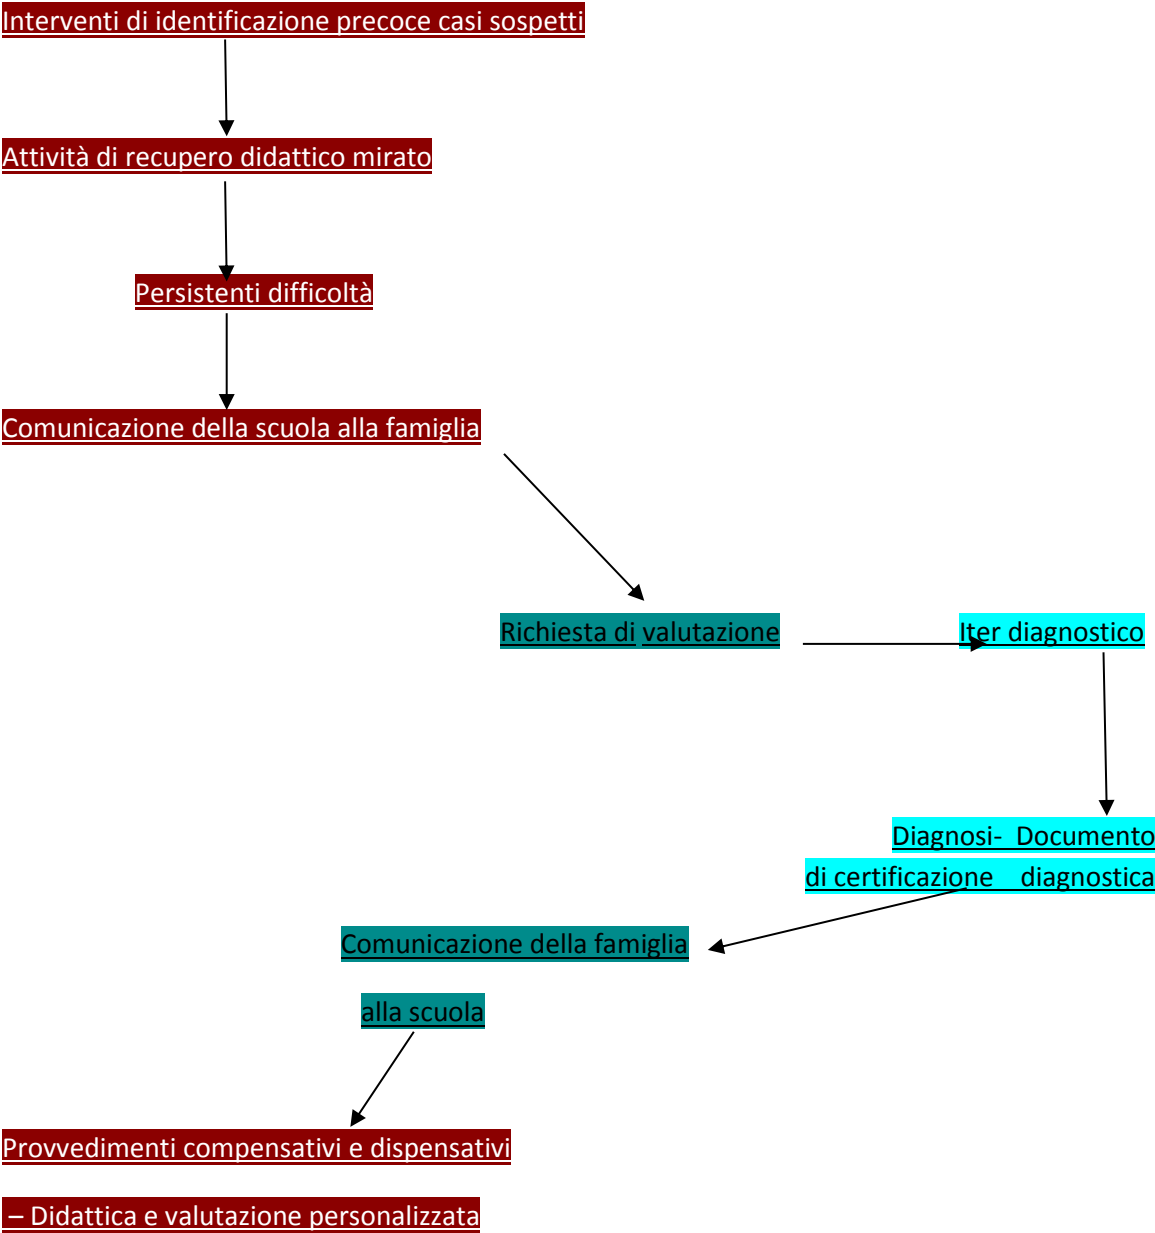 Interventi di identificazione precoce casi sospetti
Attività di recupero didattico mirato
Persistenti difficoltà
Comunicazione della scuola alla famiglia
Richiesta di valutazione
Iter diagnostico
Diagnosi- Documento
di certificazione diagnostica
Comunicazione della famiglia
alla scuola
Provvedimenti compensativi e dispensativi
– Didattica e valutazione personalizzata